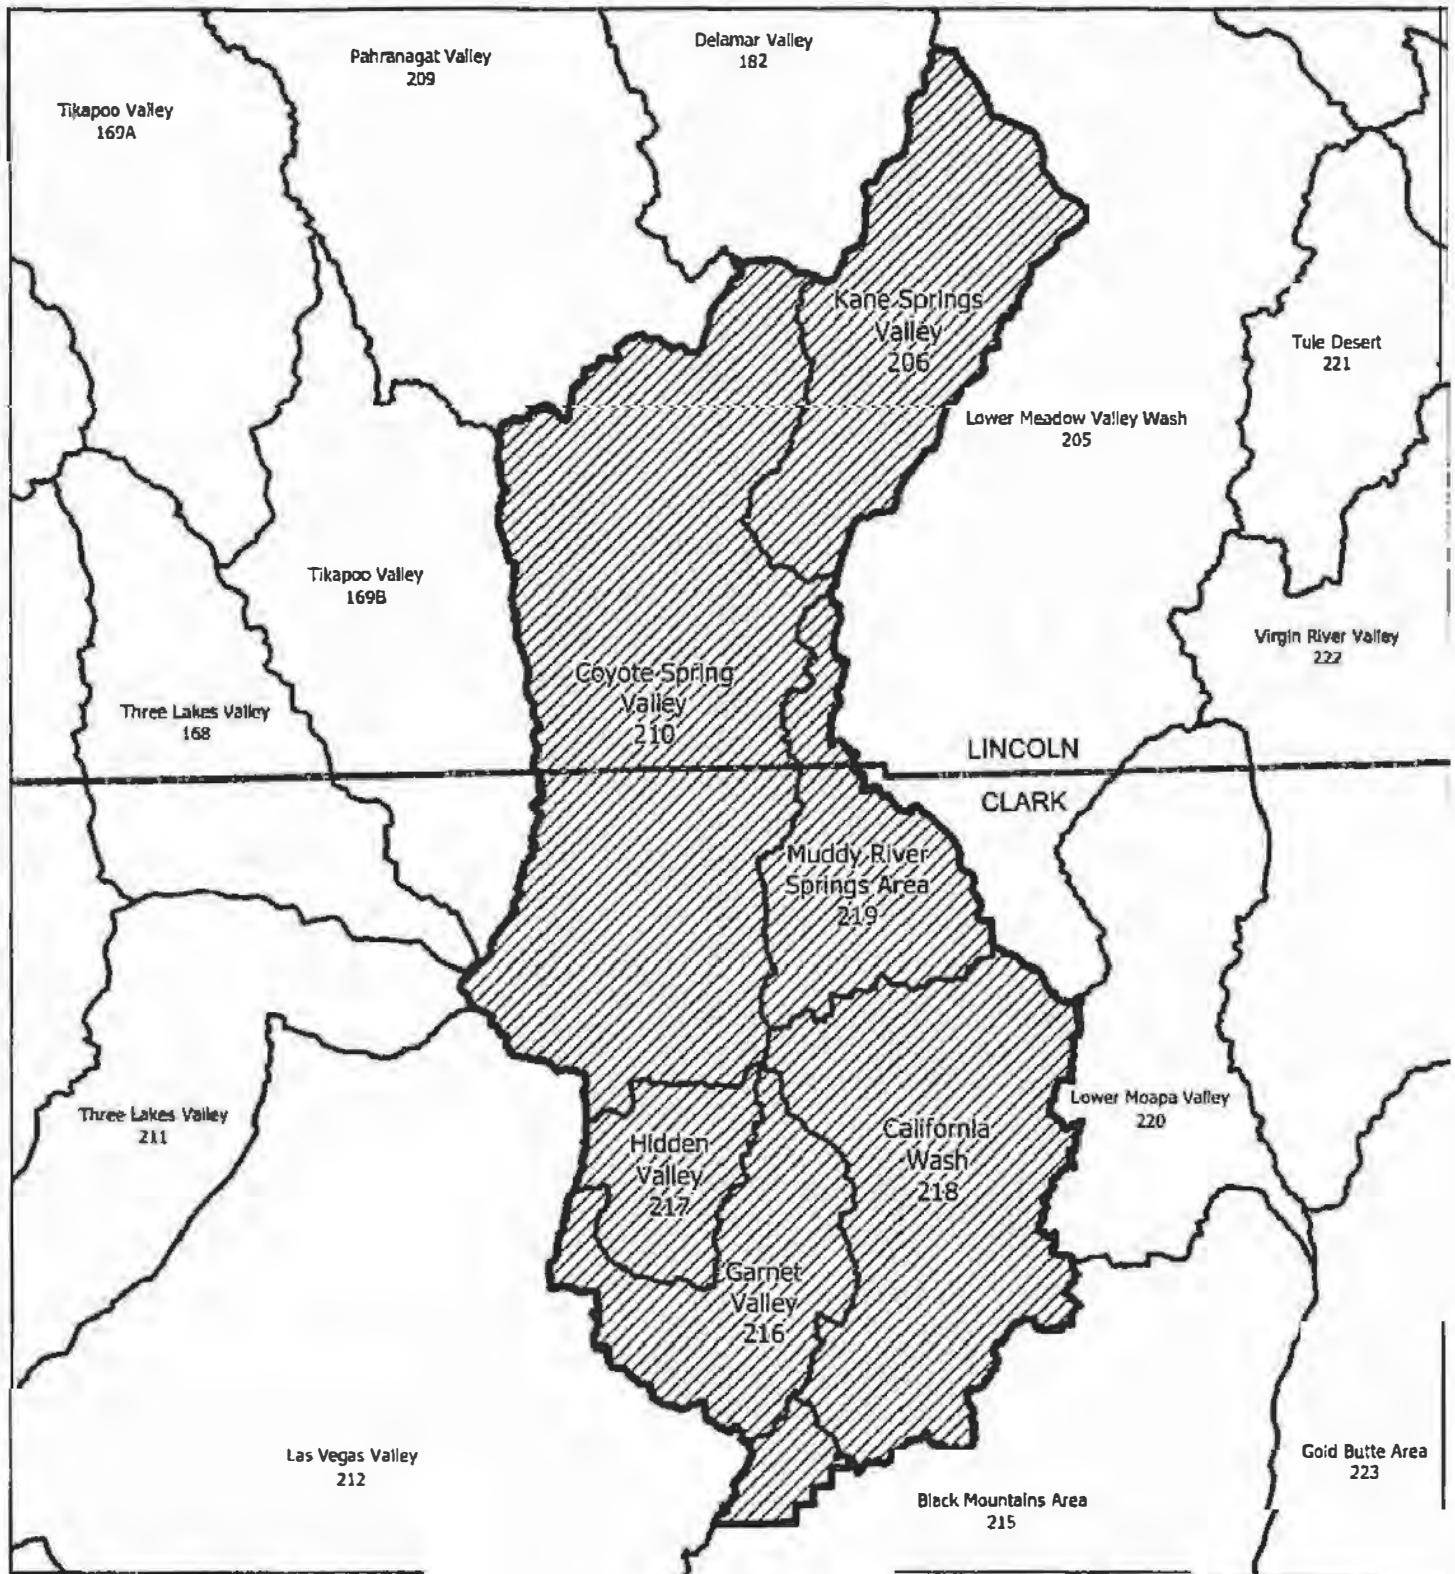 Pahranagat Valley
209
Delamar Valley
182
Tikapoo Valley
169A
Kane Springs
Valley
206
Tule Desert
221
Lower Meadow Valley Wash
205
Tikapoo Valley
169B
Virgin River Valley
222
Coyote Spring
Valley
210
Three Lakes Valley
168
LINCOLN
CLARK
Muddy River
Springs Area
219
Three Lakes Valley
211
Lower Moapa Valley
220
Hidden
Valley
217
California
Wash
218
Garnet
Valley
216
Las Vegas Valley
212
Gold Butte Area
223
Black Mountains Area
215